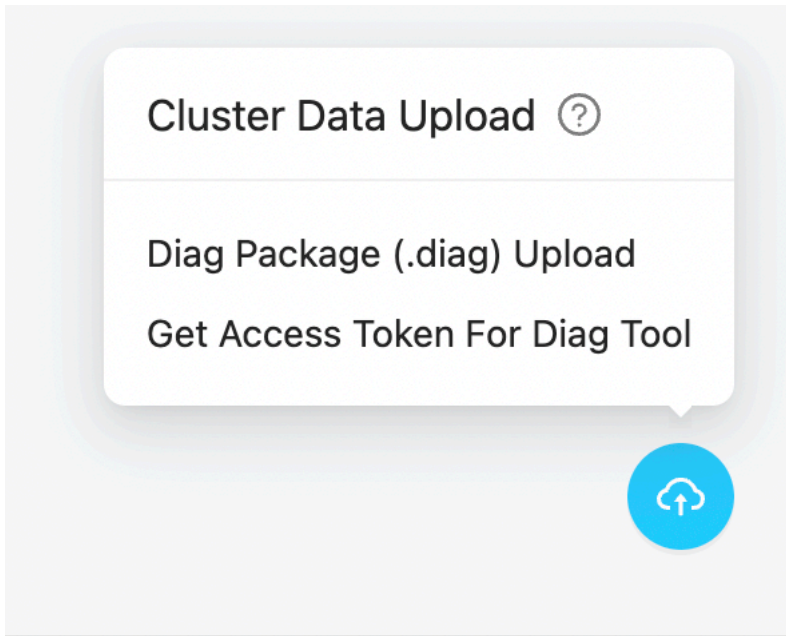 Cluster Data Upload ?
Diag Package (.diag) Upload
Get Access Token For Diag Tool